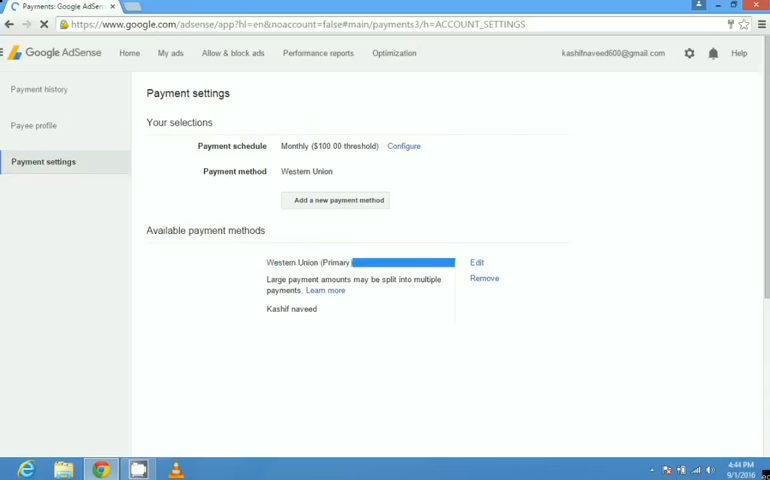 Payments: Google AdSens
https://www.google.com/adsense/app?hl=en&noaccount=false#main/payments3/h=ACCOUNT_SETTINGS
Google AdSense Home My ads Allow & block ads Performance reports Optimization kashifnaveed600@gmail.com Help
Payment history
Payee profile
Payment settings
Payment settings
Your selections
Payment schedule Monthly ($100.00 threshold) Configure
Payment method Western Union
Add a new payment method
Available payment methods
Western Union (Primary) Edit
Large payment amounts may be split into multiple Remove
payments. Learn more
Kashif naveed
4:44 PM
9/1/2016